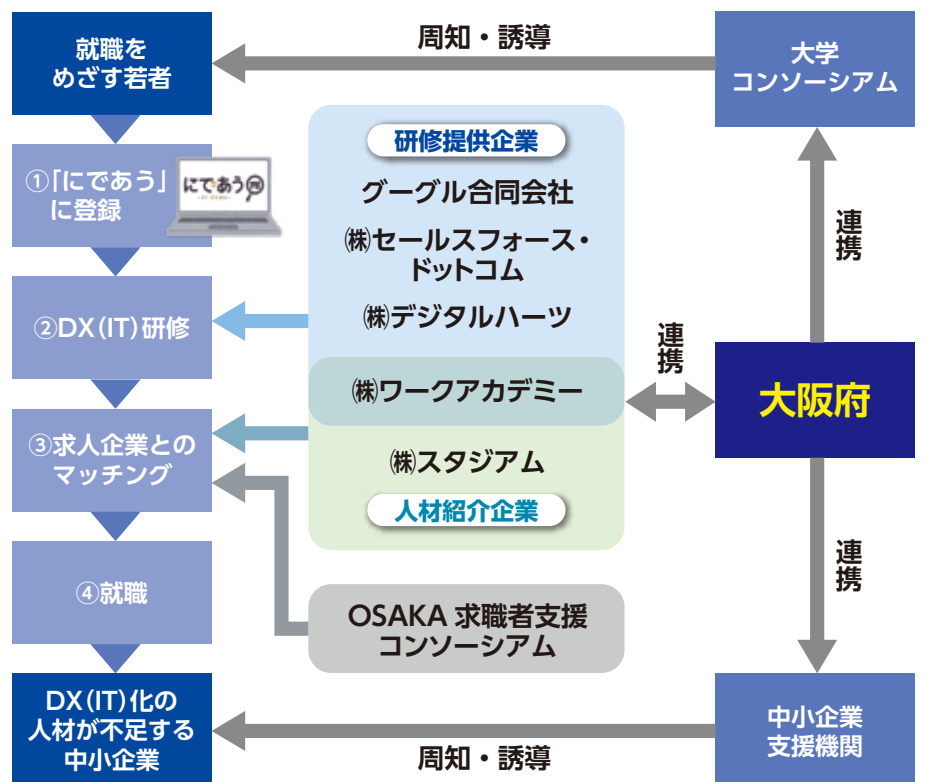 就職を
めざす若者
周知・誘導
大学
コンソーシアム
①「にであう」
に登録
にであう
研修提供企業
グーグル合同会社
㈱セールスフォース・
ドットコム
㈱デジタルハーツ
㈱ワークアカデミー
㈱スタジアム
人材紹介企業
②DX(IT)研修
③求人企業との
マッチング
④就職
OSAKA 求職者支援
コンソーシアム
連携
連携
大阪府
連携
DX(IT)化の
人材が不足する
中小企業
周知・誘導
中小企業
支援機関